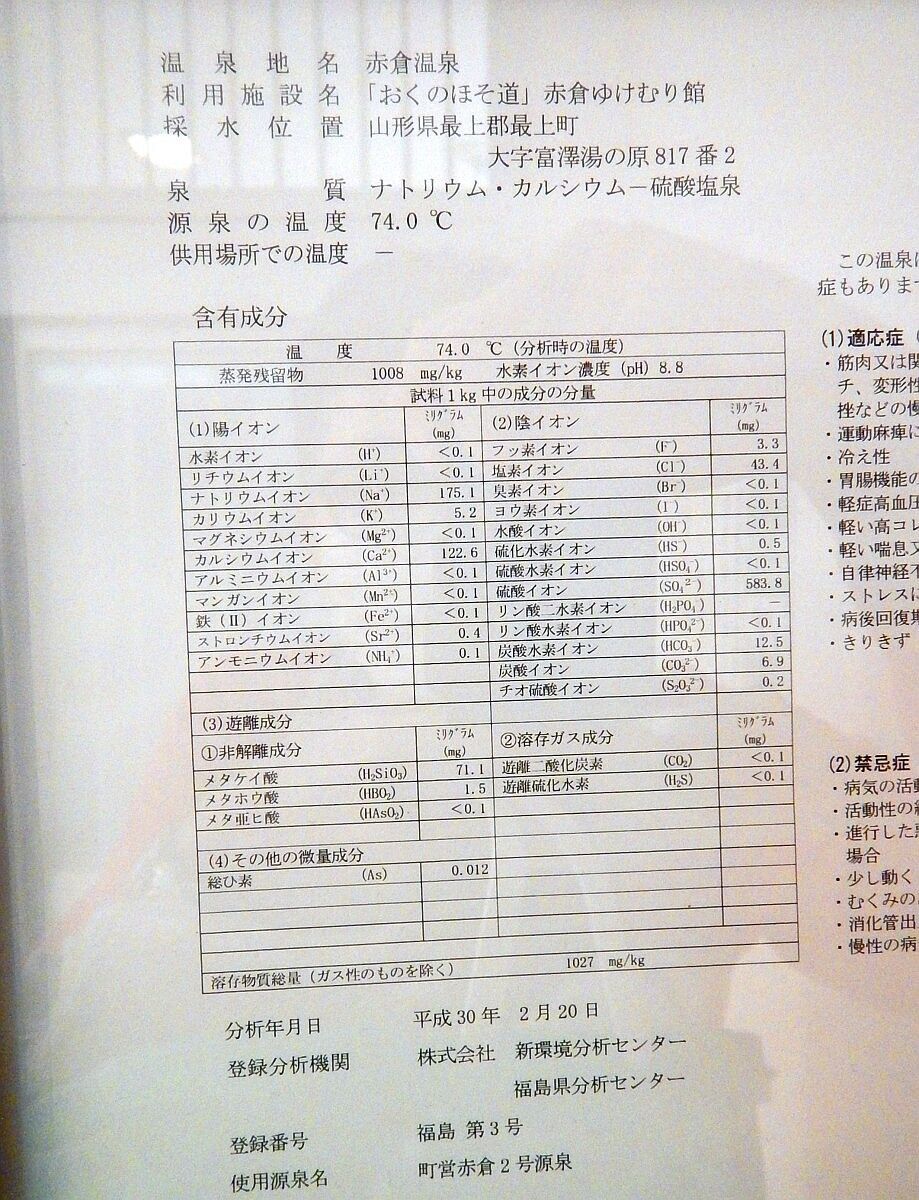 温泉地名 赤倉温泉
利用施設名 「おくのほそ道」赤倉ゆけむり館
採水位置 山形県最上郡最上町
大字富澤湯の原817番2
泉質 ナトリウム・カルシウム－硫酸塩泉
源泉の温度 74.0 ℃
供用場所での温度 －
含有成分
温度 74.0 ℃ (分析時の温度)
蒸発残留物 1008 mg/kg 水素イオン濃度 (pH) 8.8
試料1kg中の成分の分量
(1)陽イオン ﾐﾘｸﾞﾗﾑ (mg) (2)陰イオン ﾐﾘｸﾞﾗﾑ (mg)
水素イオン (H⁺) <0.1 フッ素イオン (F⁻) 3.3
リチウムイオン (Li⁺) <0.1 塩素イオン (Cl⁻) 43.4
ナトリウムイオン (Na⁺) 175.1 臭素イオン (Br⁻) <0.1
カリウムイオン (K⁺) 5.2 ヨウ素イオン (I⁻) <0.1
マグネシウムイオン (Mg²⁺) <0.1 水酸イオン (OH⁻) <0.1
カルシウムイオン (Ca²⁺) 122.6 硫化水素イオン (HS⁻) 0.5
アルミニウムイオン (Al³⁺) <0.1 硫酸水素イオン (HSO₄⁻) <0.1
マンガンイオン (Mn²⁺) <0.1 硫酸イオン (SO₄²⁻) 583.8
鉄(Ⅱ)イオン (Fe²⁺) <0.1 リン酸二水素イオン (H₂PO₄⁻) －
ストロンチウムイオン (Sr²⁺) 0.4 リン酸水素イオン (HPO₄²⁻) <0.1
アンモニウムイオン (NH₄⁺) 0.1 炭酸水素イオン (HCO₃⁻) 12.5
炭酸イオン (CO₃²⁻) 6.9
チオ硫酸イオン (S₂O₃²⁻) 0.2
(3)遊離成分
①非解離成分 ﾐﾘｸﾞﾗﾑ (mg) ②溶存ガス成分 ﾐﾘｸﾞﾗﾑ (mg)
メタケイ酸 (H₂SiO₃) 71.1 遊離二酸化炭素 (CO₂) <0.1
メタホウ酸 (HBO₂) 1.5 遊離硫化水素 (H₂S) <0.1
メタ亜ヒ酸 (HAsO₂) <0.1
(4)その他の微量成分
総ひ素 (As) 0.012
溶存物質総量 (ガス性のものを除く) 1027 mg/kg
分析年月日 平成30年 2月20日
登録分析機関 株式会社 新環境分析センター
福島県分析センター
登録番号 福島 第3号
使用源泉名 町営赤倉2号源泉
この温泉
症もあります
(1)適応症
・筋肉又は関
チ、変形性
挫などの慢
・運動麻痺に
・冷え性
・胃腸機能の
・軽症高血圧
・軽い高コレ
・軽い喘息又
・自律神経不
・ストレスに
・病後回復期
・きりきず
(2)禁忌症
・病気の活動
・活動性の
・進行した
場合
・少し動く
・むくみの
・消化管出
・慢性の病